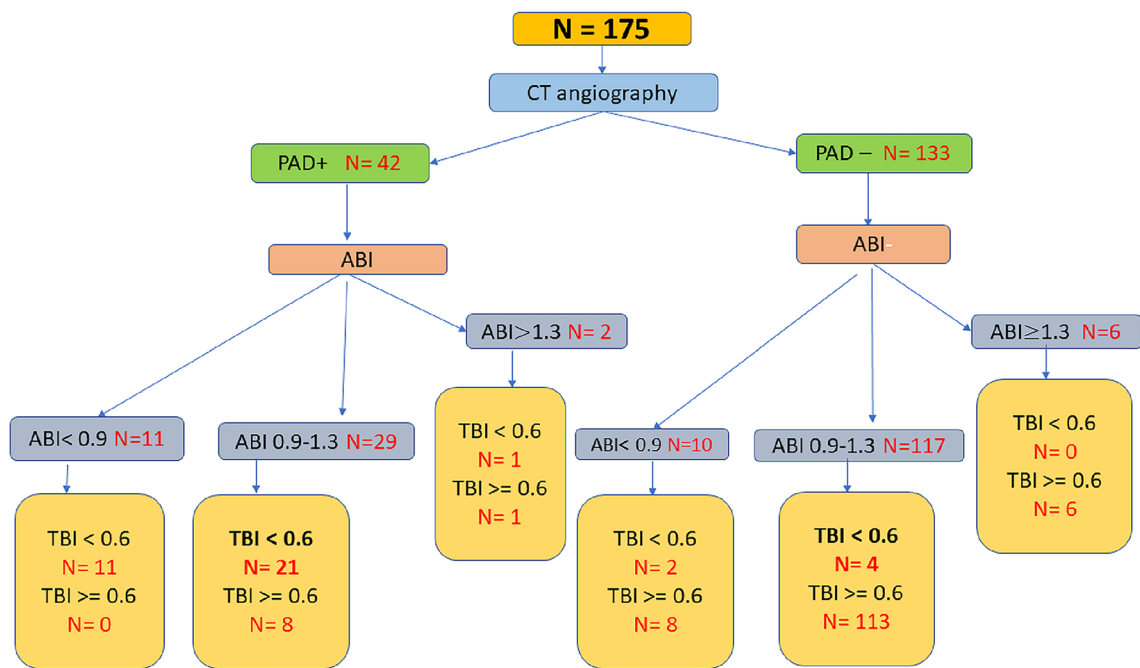 N = 175
CT angiography
PAD+ N= 42
PAD – N= 133
ABI
ABI-
ABI>1.3 N= 2
ABI≥1.3 N=6
ABI< 0.9 N=11
ABI 0.9-1.3 N=29
ABI< 0.9 N=10
ABI 0.9-1.3 N=117
TBI < 0.6
N= 11
TBI >= 0.6
N= 0
TBI < 0.6
N= 21
TBI >= 0.6
N= 8
TBI < 0.6
N= 1
TBI >= 0.6
N= 1
TBI < 0.6
N= 2
TBI >= 0.6
N= 8
TBI < 0.6
N= 4
TBI >= 0.6
N= 113
TBI < 0.6
N= 0
TBI >= 0.6
N= 6